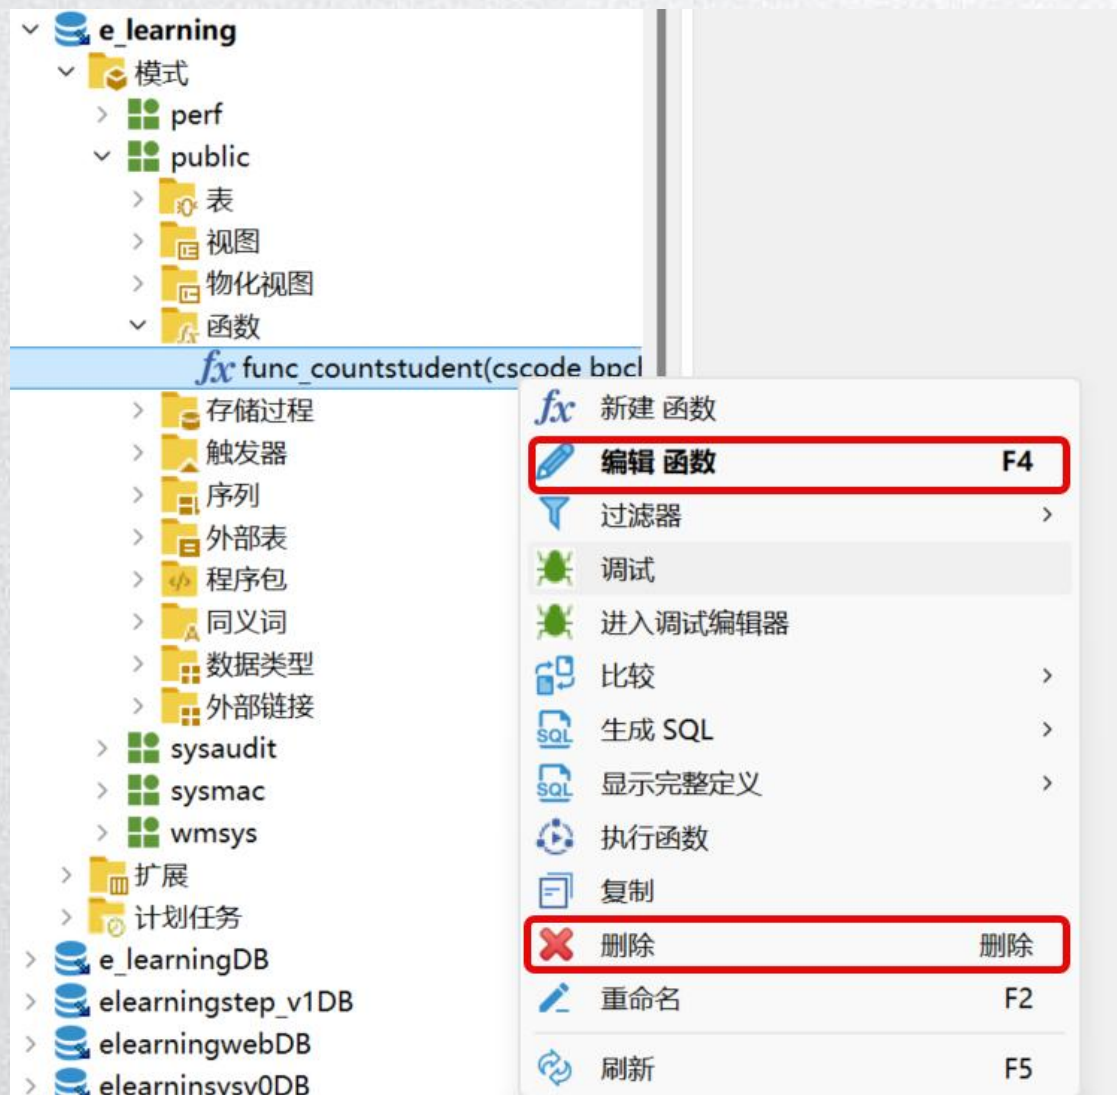 e_learning
模式
perf
public
表
视图
物化视图
函数
func_countstudent(cscode bpc
存储过程
触发器
序列
外部表
程序包
同义词
数据类型
外部链接
sysaudit
sysmac
wmsys
扩展
计划任务
e_learningDB
elearningstep_v1DB
elearningwebDB
elearninsysv0DB
新建 函数
编辑 函数 F4
过滤器
调试
进入调试编辑器
比较
生成 SQL
显示完整定义
执行函数
复制
删除 删除
重命名 F2
刷新 F5